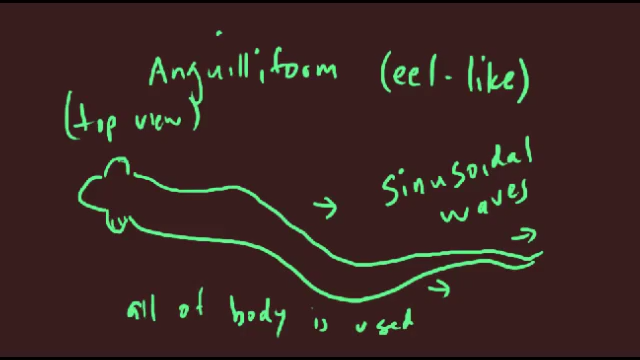 Anguilliform (eel-like)
(top view)
sinusoidal
waves
all of body is used